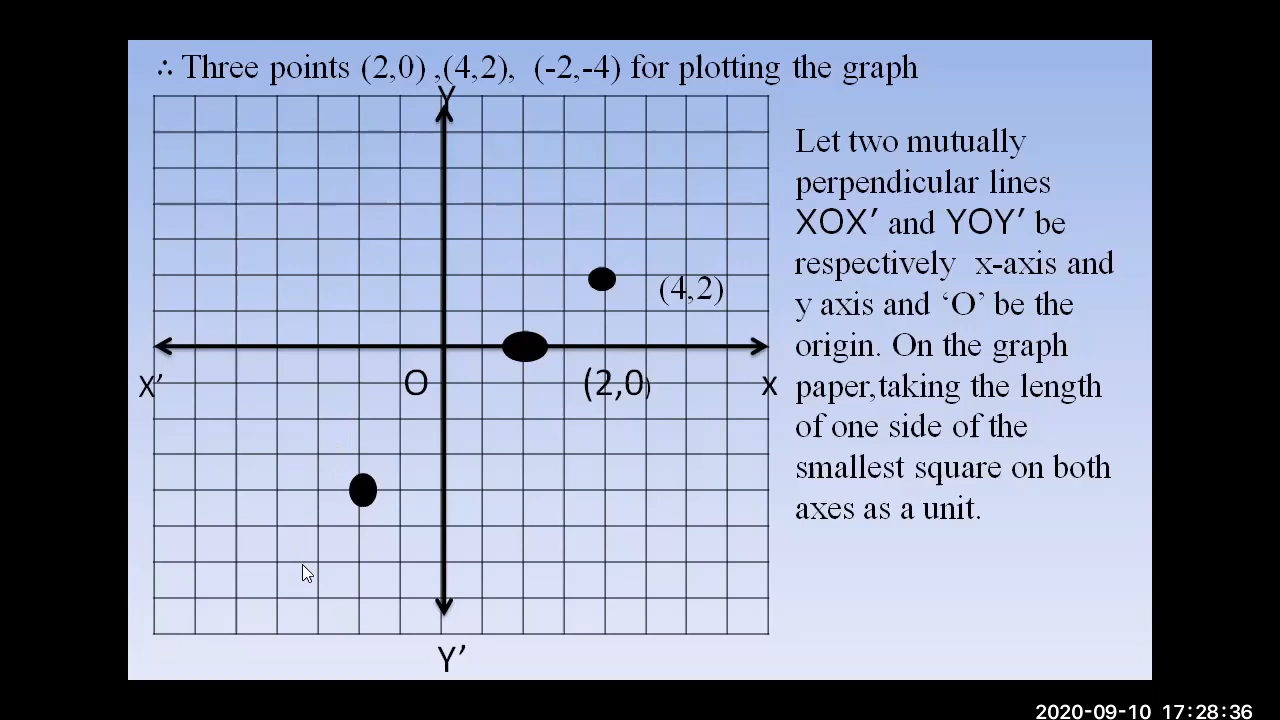 ∴ Three points (2,0) ,(4,2), (-2,-4) for plotting the graph
Y
Let two mutually
perpendicular lines
XOX’ and YOY’ be
respectively x-axis and
y axis and ‘O’ be the
origin. On the graph
paper,taking the length
of one side of the
smallest square on both
axes as a unit.
(4,2)
X’ O (2,0) x
Y’
2020-09-10 17:28:36